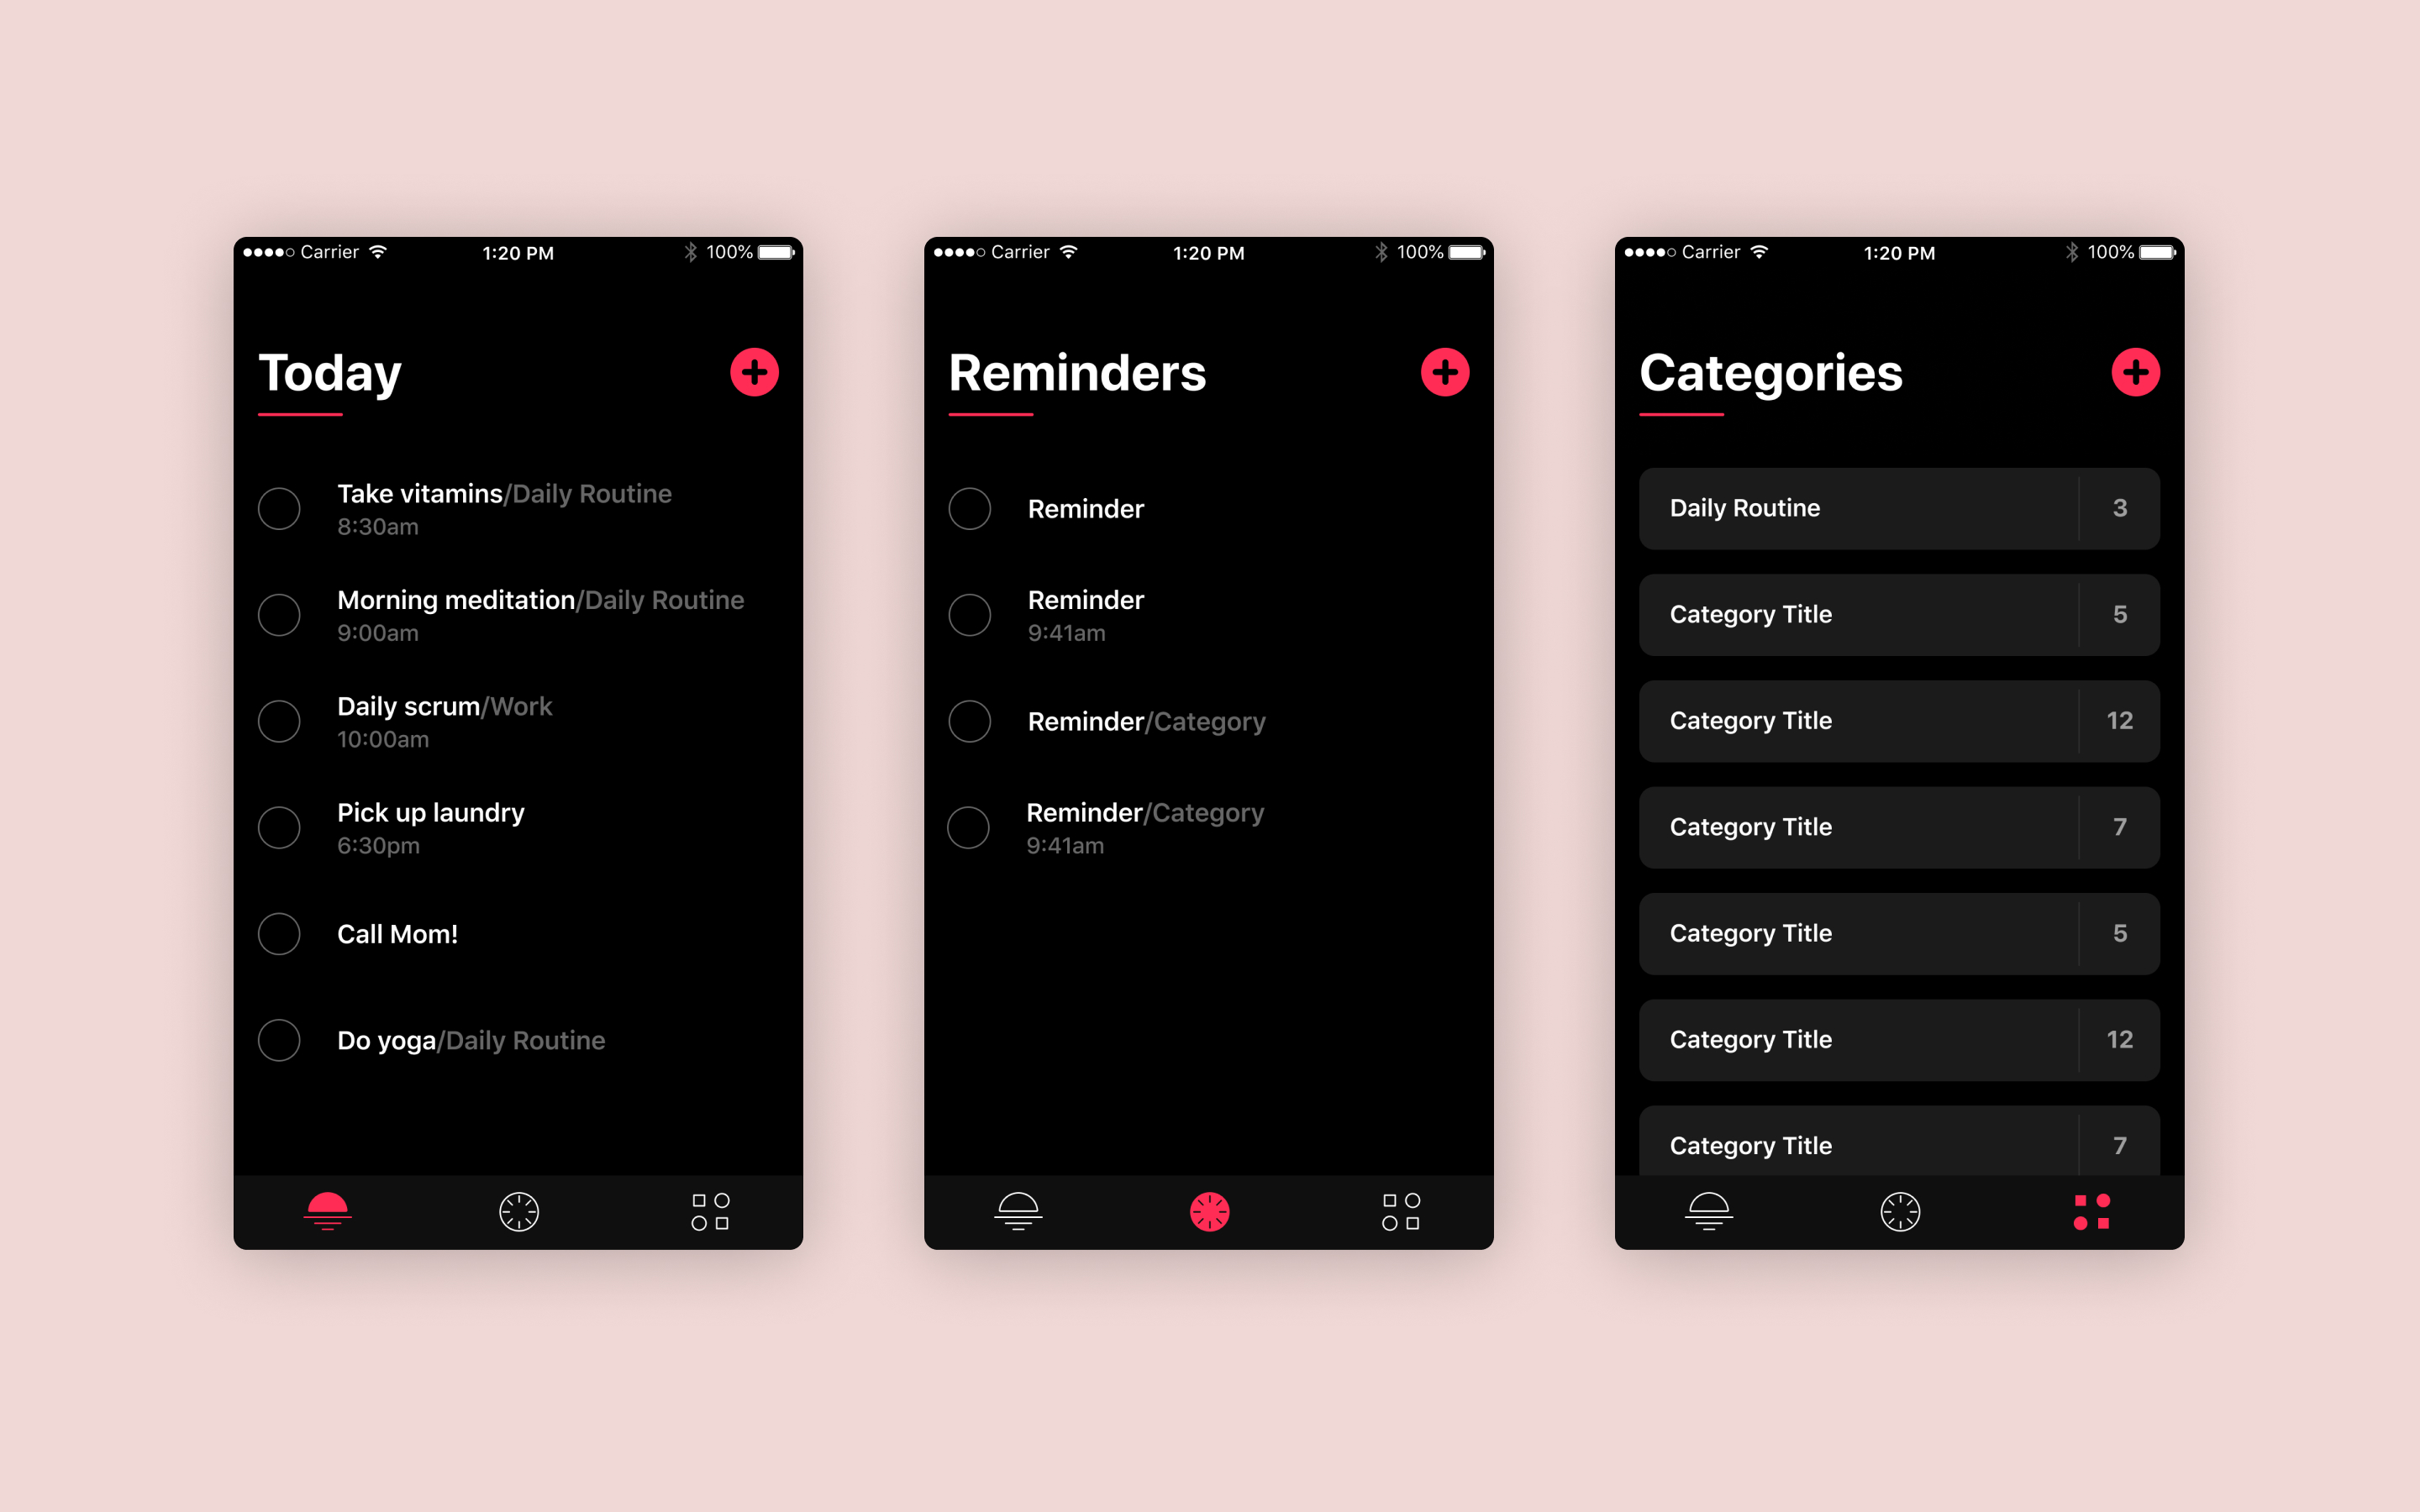 Carrier 1:20 PM 100%
Today
Take vitamins/Daily Routine
8:30am
Morning meditation/Daily Routine
9:00am
Daily scrum/Work
10:00am
Pick up laundry
6:30pm
Call Mom!
Do yoga/Daily Routine
Carrier 1:20 PM 100%
Reminders
Reminder
Reminder
9:41am
Reminder/Category
Reminder/Category
9:41am
Carrier 1:20 PM 100%
Categories
Daily Routine 3
Category Title 5
Category Title 12
Category Title 7
Category Title 5
Category Title 12
Category Title 7